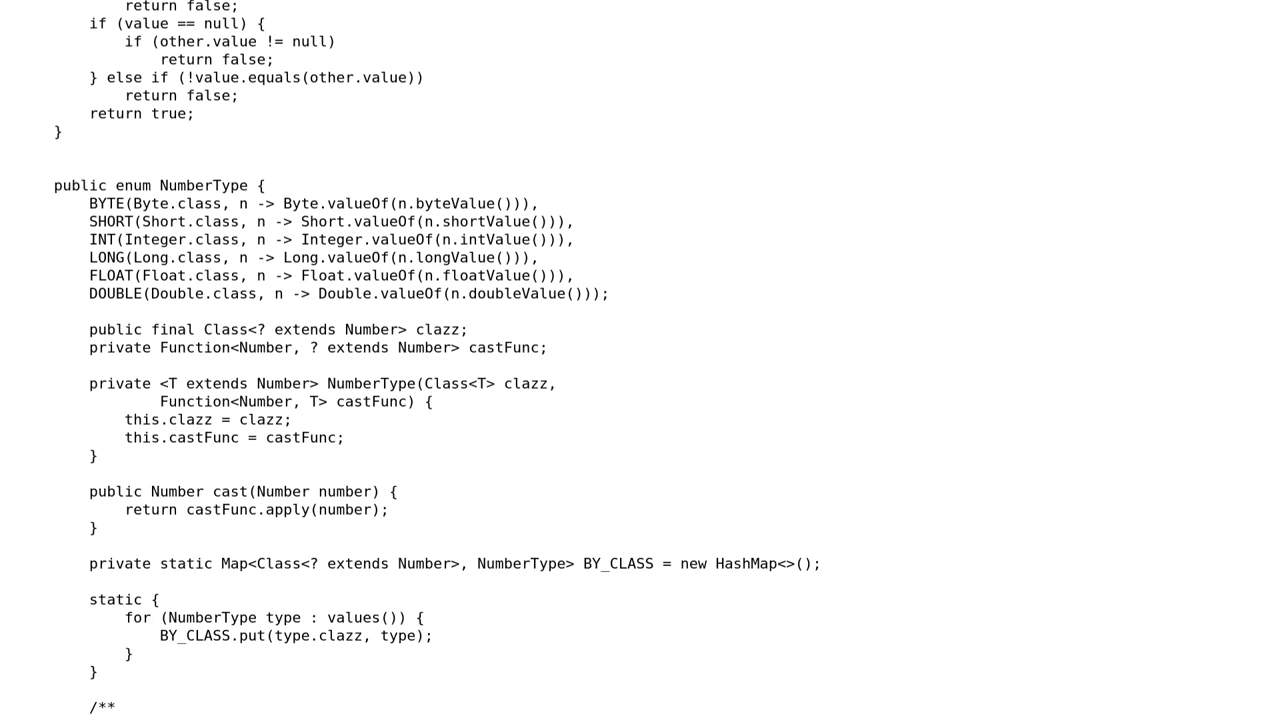 return false;
        if (value == null) {
            if (other.value != null)
                return false;
        } else if (!value.equals(other.value))
            return false;
        return true;
    }

    public enum NumberType {
        BYTE(Byte.class, n -> Byte.valueOf(n.byteValue())),
        SHORT(Short.class, n -> Short.valueOf(n.shortValue())),
        INT(Integer.class, n -> Integer.valueOf(n.intValue())),
        LONG(Long.class, n -> Long.valueOf(n.longValue())),
        FLOAT(Float.class, n -> Float.valueOf(n.floatValue())),
        DOUBLE(Double.class, n -> Double.valueOf(n.doubleValue()));

        public final Class<? extends Number> clazz;
        private Function<Number, ? extends Number> castFunc;

        private <T extends Number> NumberType(Class<T> clazz,
                Function<Number, T> castFunc) {
            this.clazz = clazz;
            this.castFunc = castFunc;
        }

        public Number cast(Number number) {
            return castFunc.apply(number);
        }

        private static Map<Class<? extends Number>, NumberType> BY_CLASS = new HashMap<>();

        static {
            for (NumberType type : values()) {
                BY_CLASS.put(type.clazz, type);
            }
        }

        /**